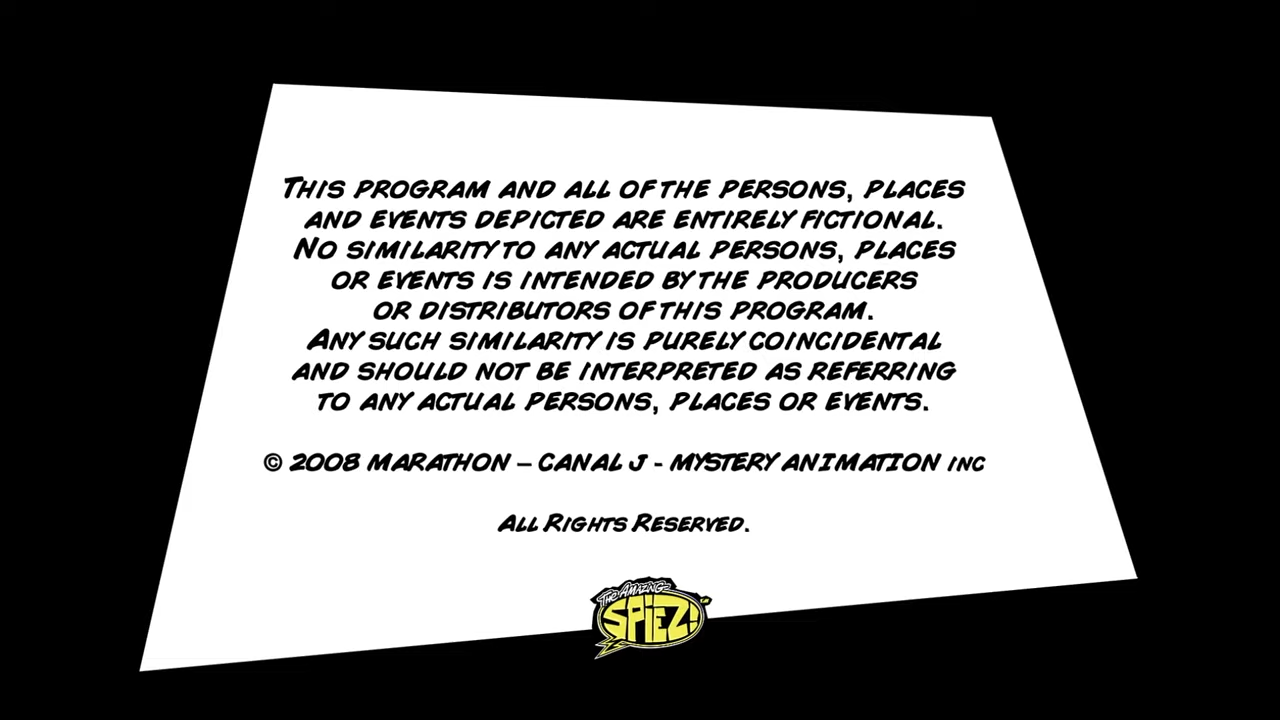 This program and all of the persons, places
and events depicted are entirely fictional.
No similarity to any actual persons, places
or events is intended by the producers
or distributors of this program.
Any such similarity is purely coincidental
and should not be interpreted as referring
to any actual persons, places or events.
© 2008 MARATHON – CANAL J - MYSTERY ANIMATION INC
All Rights Reserved.
The Amazing
SPiEZ!